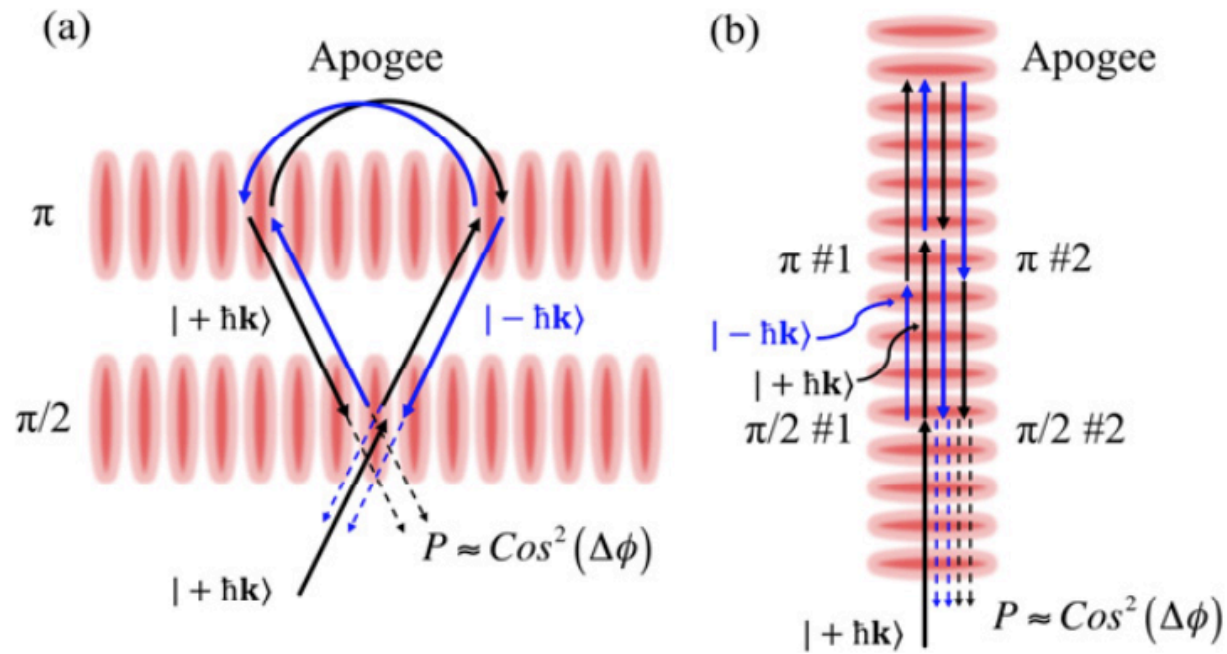 (a)
Apogee
π
| + ħk⟩
| − ħk⟩
π/2
P ≈ Cos² (Δϕ)
| + ħk⟩
(b)
Apogee
π #1
π #2
| − ħk⟩
| + ħk⟩
π/2 #1
π/2 #2
P ≈ Cos² (Δϕ)
| + ħk⟩